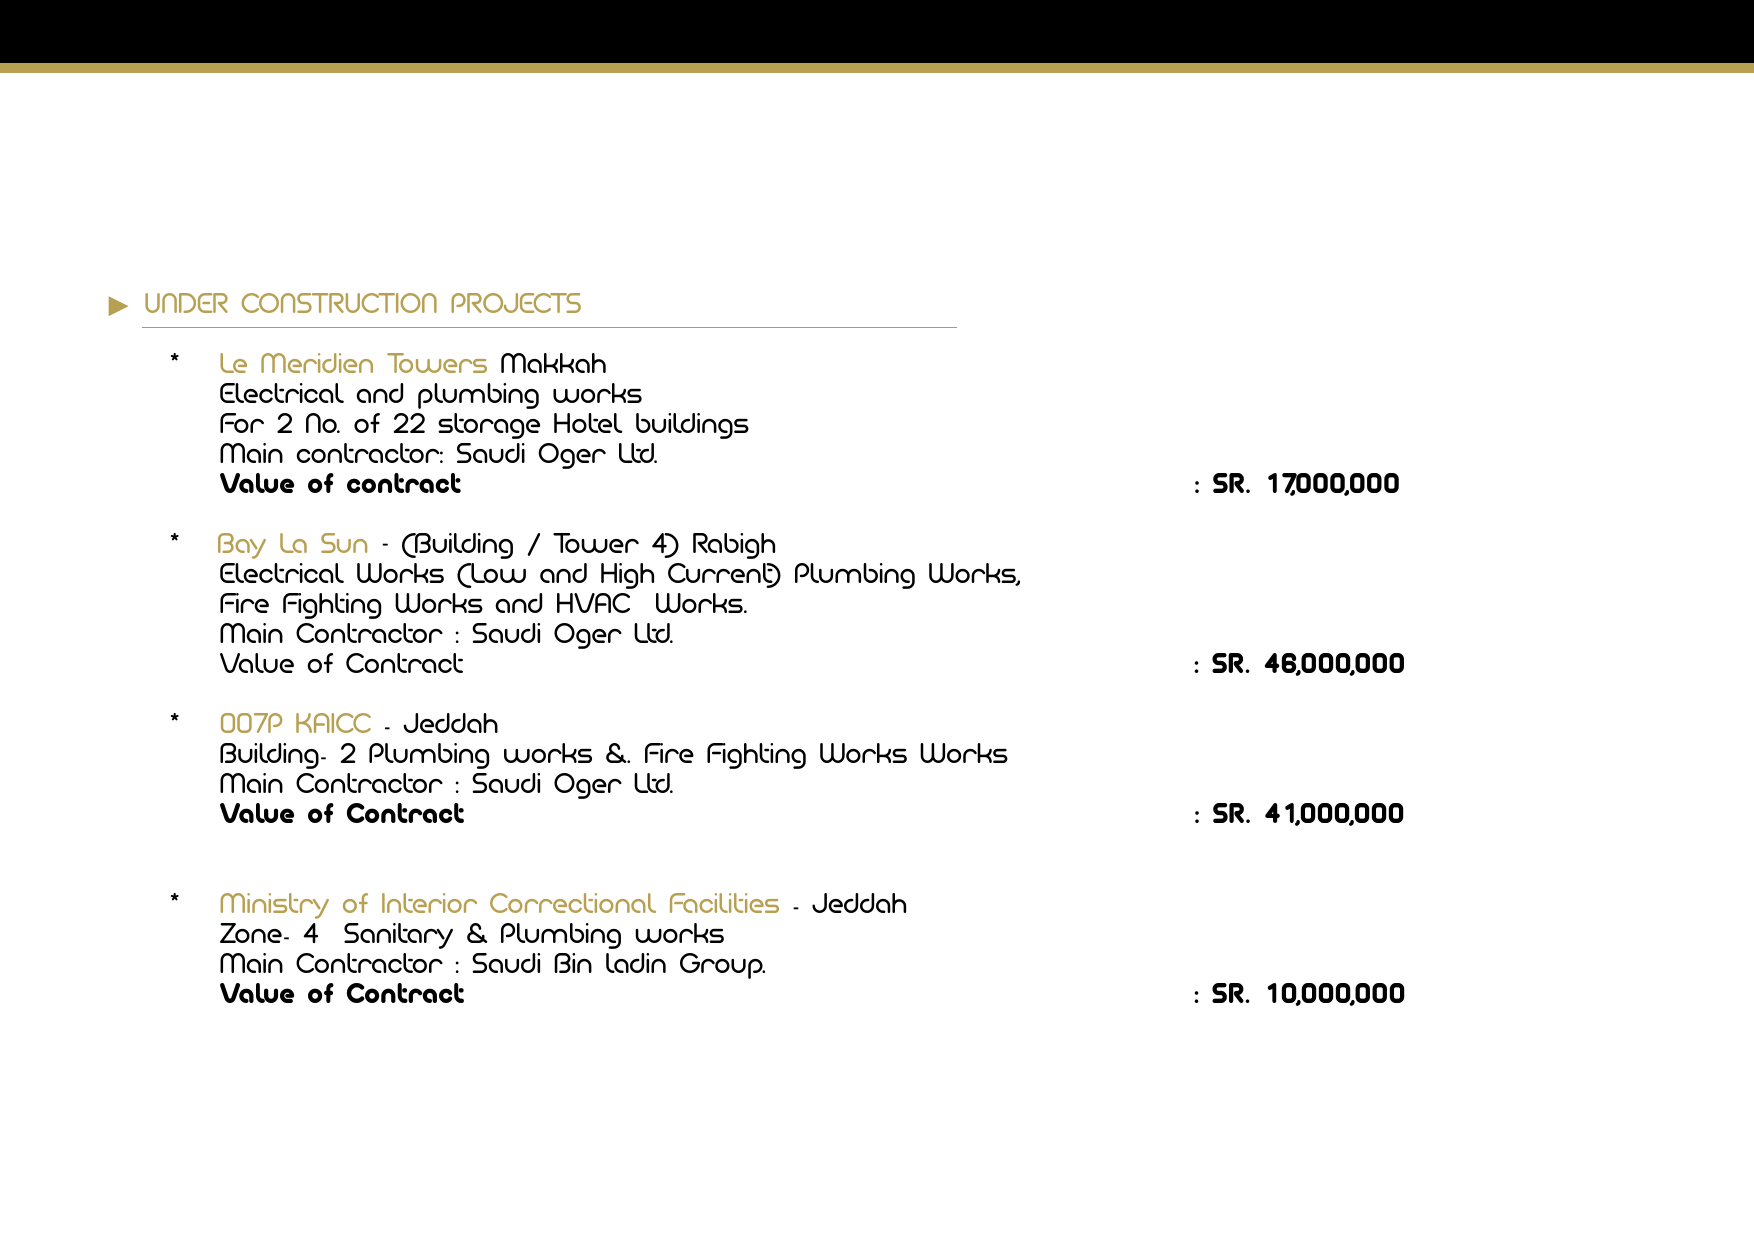 ▶ UNDER CONSTRUCTION PROJECTS
* Le Meridien Towers Makkah
Electrical and plumbing works
For 2 No. of 22 storage Hotel buildings
Main contractor: Saudi Oger Ltd.
Value of contract : SR. 17,000,000
* Bay La Sun - (Building / Tower 4) Rabigh
Electrical Works (Low and High Current) Plumbing Works,
Fire Fighting Works and HVAC Works.
Main Contractor : Saudi Oger Ltd.
Value of Contract : SR. 46,000,000
* 007P KAICC - Jeddah
Building- 2 Plumbing works &. Fire Fighting Works Works
Main Contractor : Saudi Oger Ltd.
Value of Contract : SR. 41,000,000
* Ministry of Interior Correctional Facilities - Jeddah
Zone- 4 Sanitary & Plumbing works
Main Contractor : Saudi Bin ladin Group.
Value of Contract : SR. 10,000,000